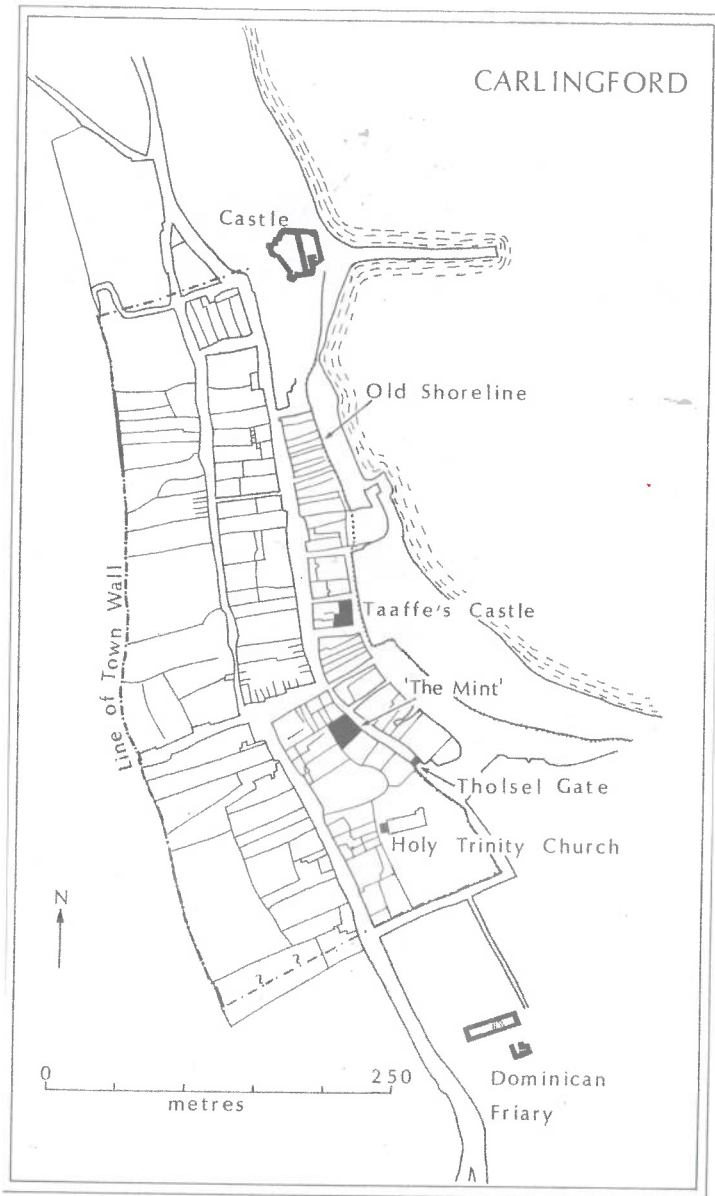 CARLINGFORD
Castle
Old Shoreline
Line of Town Wall
Taaffe's Castle
'The Mint'
Tholsel Gate
Holy Trinity Church
N
? ?
0 250
metres
Dominican
Friary